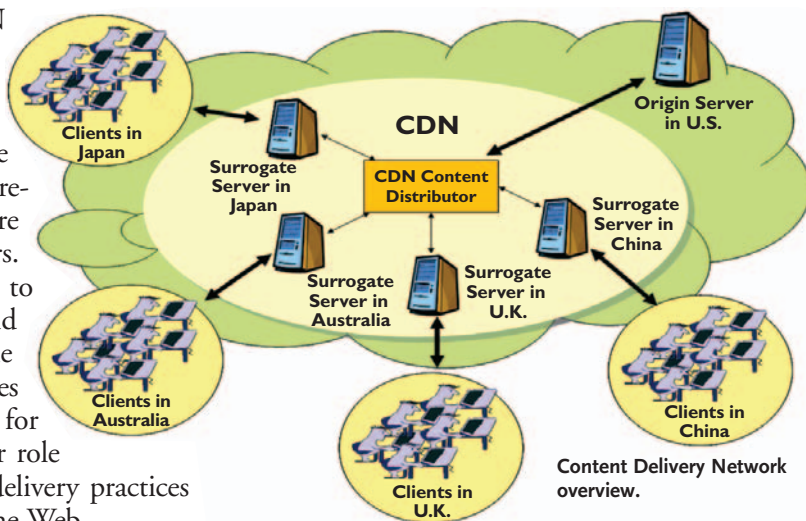 N
Clients in
Japan
Origin Server
in U.S.
CDN
e
re-
re
rs.
to
d
e
es
for
r role
delivery practices
he Web
Surrogate
Server in
Japan
CDN Content
Distributor
Surrogate
Server in
China
Surrogate
Server in
Australia
Surrogate
Server in
U.K.
Clients in
Australia
Clients in
China
Clients in
U.K.
Content Delivery Network
overview.